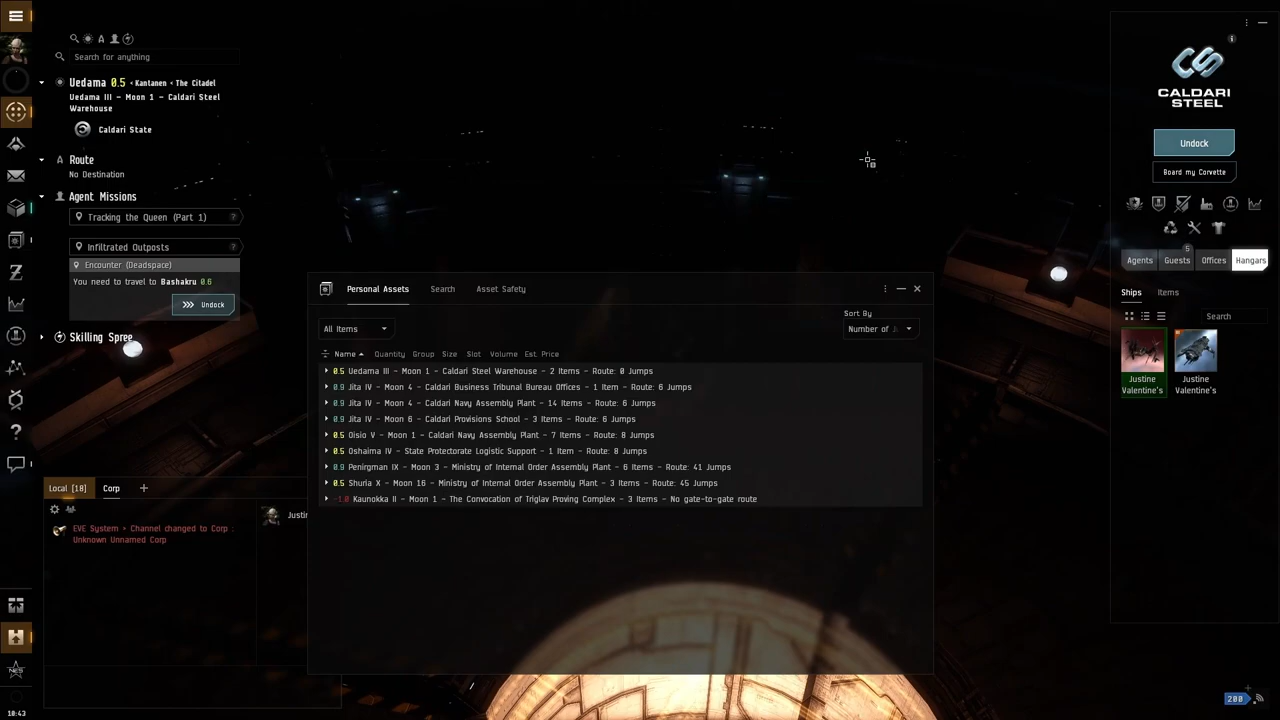 Search for anything
Uedama 0.5 < Kantanen < The Citadel
Uedama III - Moon 1 - Caldari Steel
Warehouse
Caldari State
Route
No Destination
Agent Missions
Tracking the Queen (Part 1) ?
Infiltrated Outposts ?
Encounter (Deadspace)
You need to travel to Bashakru 0.6
Undock
Skilling Spree
Personal Assets
Search
Asset Safety
All Items
Sort By
Number of J
Name Quantity Group Size Slot Volume Est. Price
0.5 Uedama III - Moon 1 - Caldari Steel Warehouse - 2 Items - Route: 0 Jumps
0.9 Jita IV - Moon 4 - Caldari Business Tribunal Bureau Offices - 1 Item - Route: 6 Jumps
0.9 Jita IV - Moon 4 - Caldari Navy Assembly Plant - 14 Items - Route: 6 Jumps
0.9 Jita IV - Moon 6 - Caldari Provisions School - 3 Items - Route: 6 Jumps
0.5 Oisio V - Moon 1 - Caldari Navy Assembly Plant - 7 Items - Route: 8 Jumps
0.5 Oshaima IV - State Protectorate Logistic Support - 1 Item - Route: 8 Jumps
0.9 Penirgman IX - Moon 3 - Ministry of Internal Order Assembly Plant - 6 Items - Route: 41 Jumps
0.5 Shuria X - Moon 16 - Ministry of Internal Order Assembly Plant - 3 Items - Route: 45 Jumps
-1.0 Kaunokka II - Moon 1 - The Convocation of Triglav Proving Complex - 3 Items - No gate-to-gate route
Local [18]
Corp
EVE System > Channel changed to Corp :
Unknown Unnamed Corp
Justin
CALDARI
STEEL
Undock
Board my Corvette
5
Agents
Guests
Offices
Hangars
Ships
Items
Search
Justine
Valentine's
Justine
Valentine's
NES
10:43
200